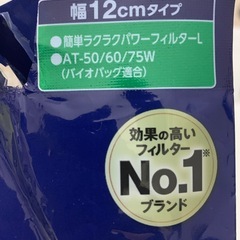 幅12cmタイプ
●簡単ラクラクパワーフィルターL
●AT-50/60/75W
(バイオバッグ適合)
効果の高い
フィルター
No.1※
ブランド